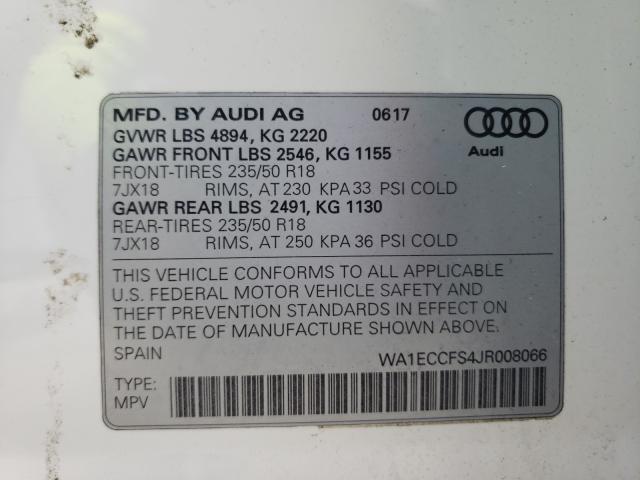 MFD. BY AUDI AG 0617
GVWR LBS 4894, KG 2220
GAWR FRONT LBS 2546, KG 1155
FRONT-TIRES 235/50 R18
7JX18 RIMS, AT 230 KPA 33 PSI COLD
GAWR REAR LBS 2491, KG 1130
REAR-TIRES 235/50 R18
7JX18 RIMS, AT 250 KPA 36 PSI COLD
Audi
THIS VEHICLE CONFORMS TO ALL APPLICABLE
U.S. FEDERAL MOTOR VEHICLE SAFETY AND
THEFT PREVENTION STANDARDS IN EFFECT ON
THE DATE OF MANUFACTURE SHOWN ABOVE.
SPAIN WA1ECCFS4JR008066
TYPE:
MPV